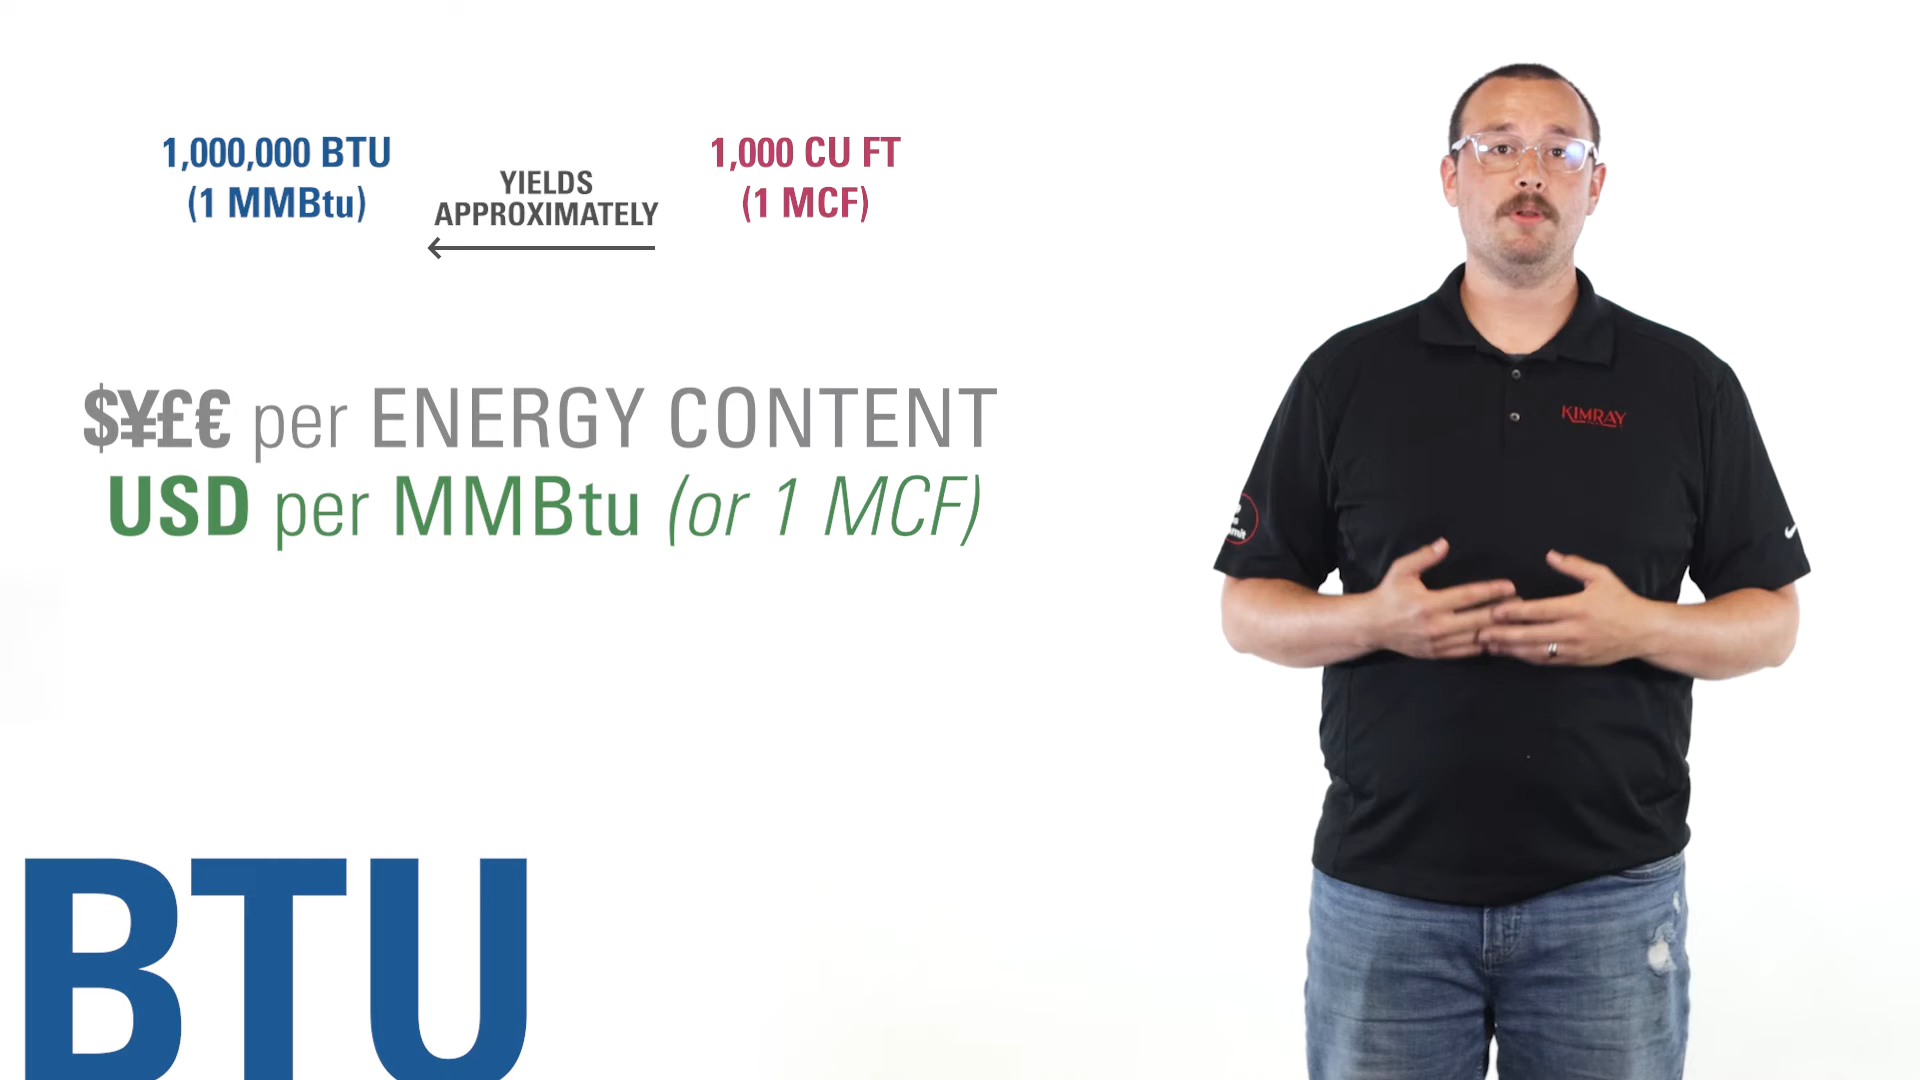 1,000,000 BTU
(1 MMBtu)
YIELDS
APPROXIMATELY
1,000 CU FT
(1 MCF)
$¥£€ per ENERGY CONTENT
USD per MMBtu (or 1 MCF)
KIMRAY
BTU